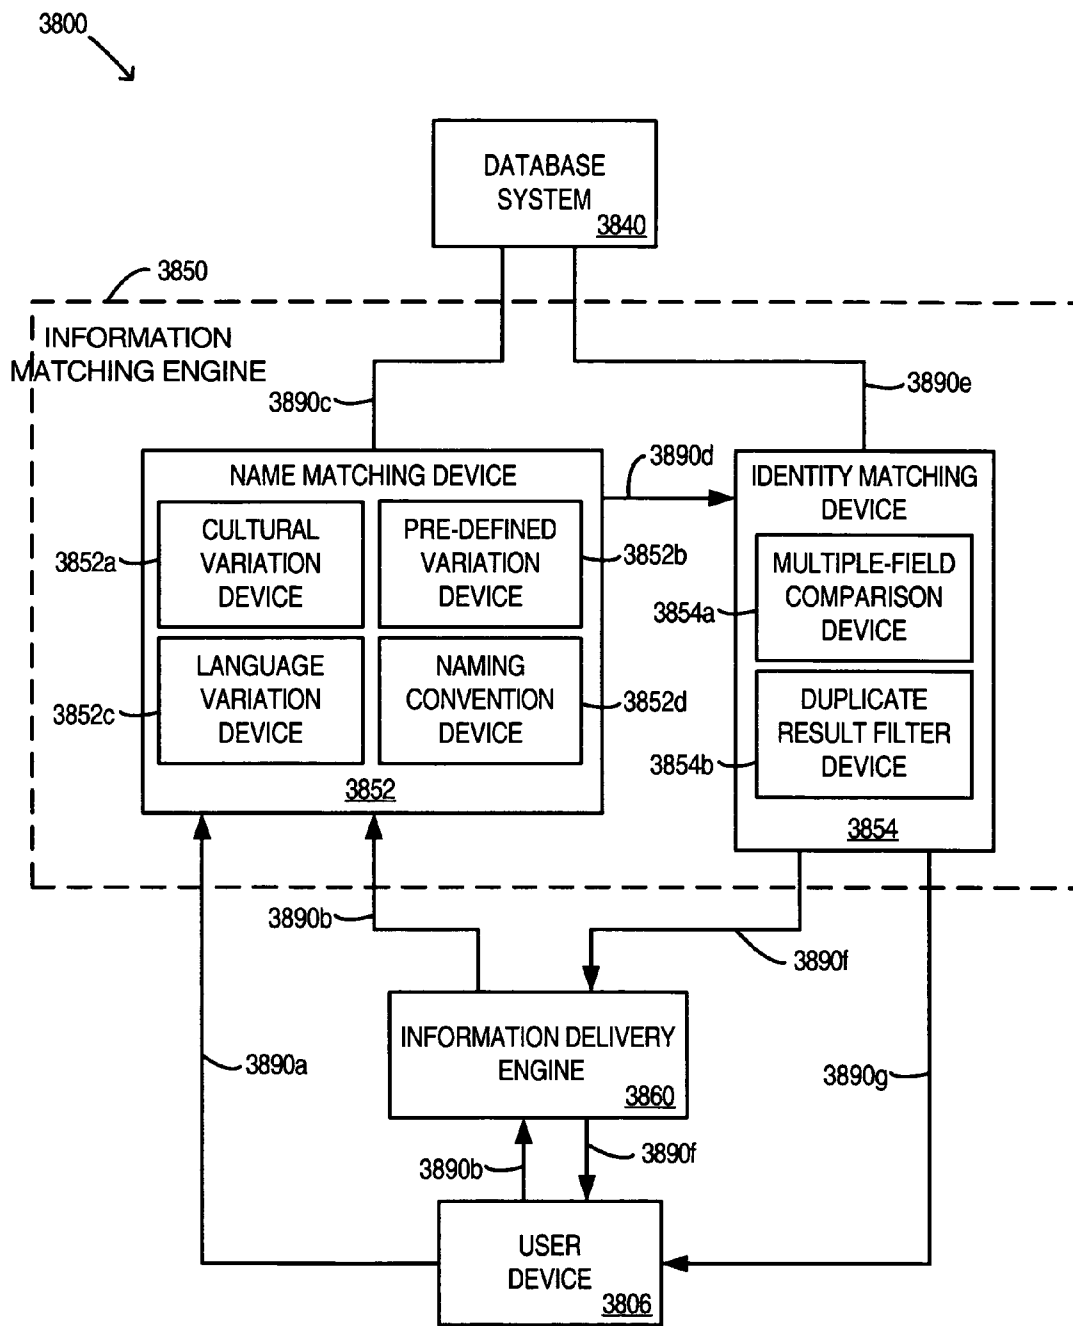 3800
DATABASE
SYSTEM
3840
3850
INFORMATION
MATCHING ENGINE
3890c
3890e
3890d
NAME MATCHING DEVICE
IDENTITY MATCHING
DEVICE
CULTURAL
VARIATION
DEVICE
3852a
PRE-DEFINED
VARIATION
DEVICE
3852b
MULTIPLE-FIELD
COMPARISON
DEVICE
3854a
LANGUAGE
VARIATION
DEVICE
3852c
NAMING
CONVENTION
DEVICE
3852d
DUPLICATE
RESULT FILTER
DEVICE
3854b
3852
3854
3890b
3890f
INFORMATION DELIVERY
ENGINE
3860
3890a
3890g
3890b
3890f
USER
DEVICE
3806